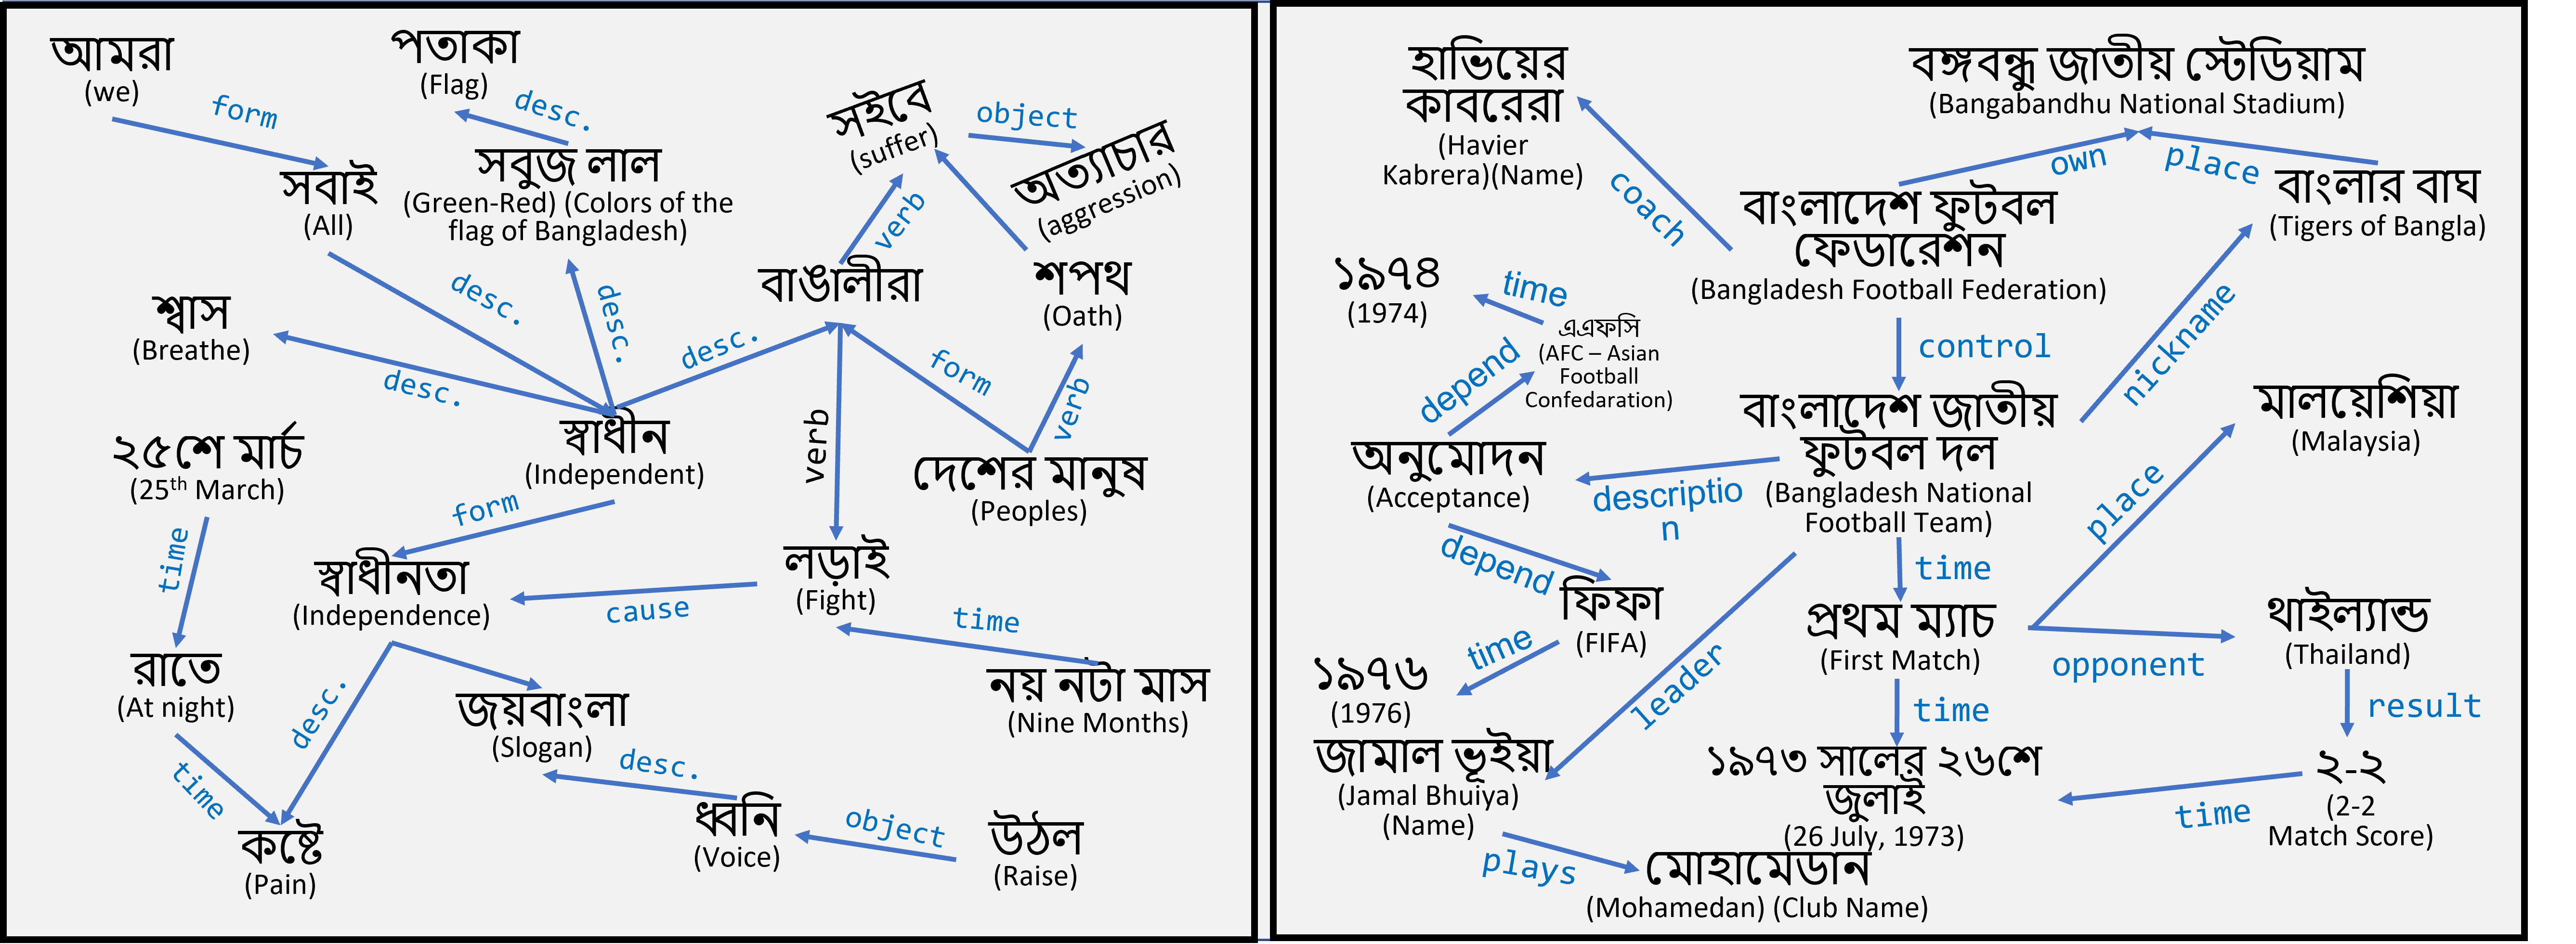 আমরা
(we)
form
পতাকা
(Flag)
desc.
সবাই
(All)
সবুজ লাল
(Green-Red) (Colors of the
flag of Bangladesh)
সইবে
(suffer)
object
অত্যাচার
(aggression)
verb
বাঙালীরা
শপথ
(Oath)
শ্বাস
(Breathe)
desc.
desc.
desc.
desc.
form
verb
verb
২৫শে মার্চ
(25th March)
স্বাধীন
(Independent)
দেশের মানুষ
(Peoples)
form
time
স্বাধীনতা
(Independence)
লড়াই
(Fight)
cause
time
রাতে
(At night)
desc.
জয়বাংলা
(Slogan)
নয় নটা মাস
(Nine Months)
time
desc.
কষ্টে
(Pain)
ধ্বনি
(Voice)
object
উঠল
(Raise)
হাভিয়ের
কাবরেরা
(Havier
Kabrera)(Name)
coach
বঙ্গবন্ধু জাতীয় স্টেডিয়াম
(Bangabandhu National Stadium)
own
place
বাংলাদেশ ফুটবল
ফেডারেশন
(Bangladesh Football Federation)
বাংলার বাঘ
(Tigers of Bangla)
১৯৭৪
(1974)
time
এএফসি
(AFC – Asian
Football
Confedaration)
depend
control
nickname
অনুমোদন
(Acceptance)
descriptio
n
বাংলাদেশ জাতীয়
ফুটবল দল
(Bangladesh National
Football Team)
মালয়েশিয়া
(Malaysia)
place
depend
ফিফা
(FIFA)
time
time
প্রথম ম্যাচ
(First Match)
opponent
থাইল্যান্ড
(Thailand)
১৯৭৬
(1976)
leader
time
result
জামাল ভূইয়া
(Jamal Bhuiya)
(Name)
১৯৭৩ সালের ২৬শে
জুলাই
(26 July, 1973)
time
২-২
(2-2
Match Score)
plays
মোহামেডান
(Mohamedan) (Club Name)